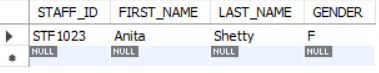 STAFF_ID FIRST_NAME LAST_NAME GENDER
STF1023 Anita Shetty F
NULL NULL NULL NULL